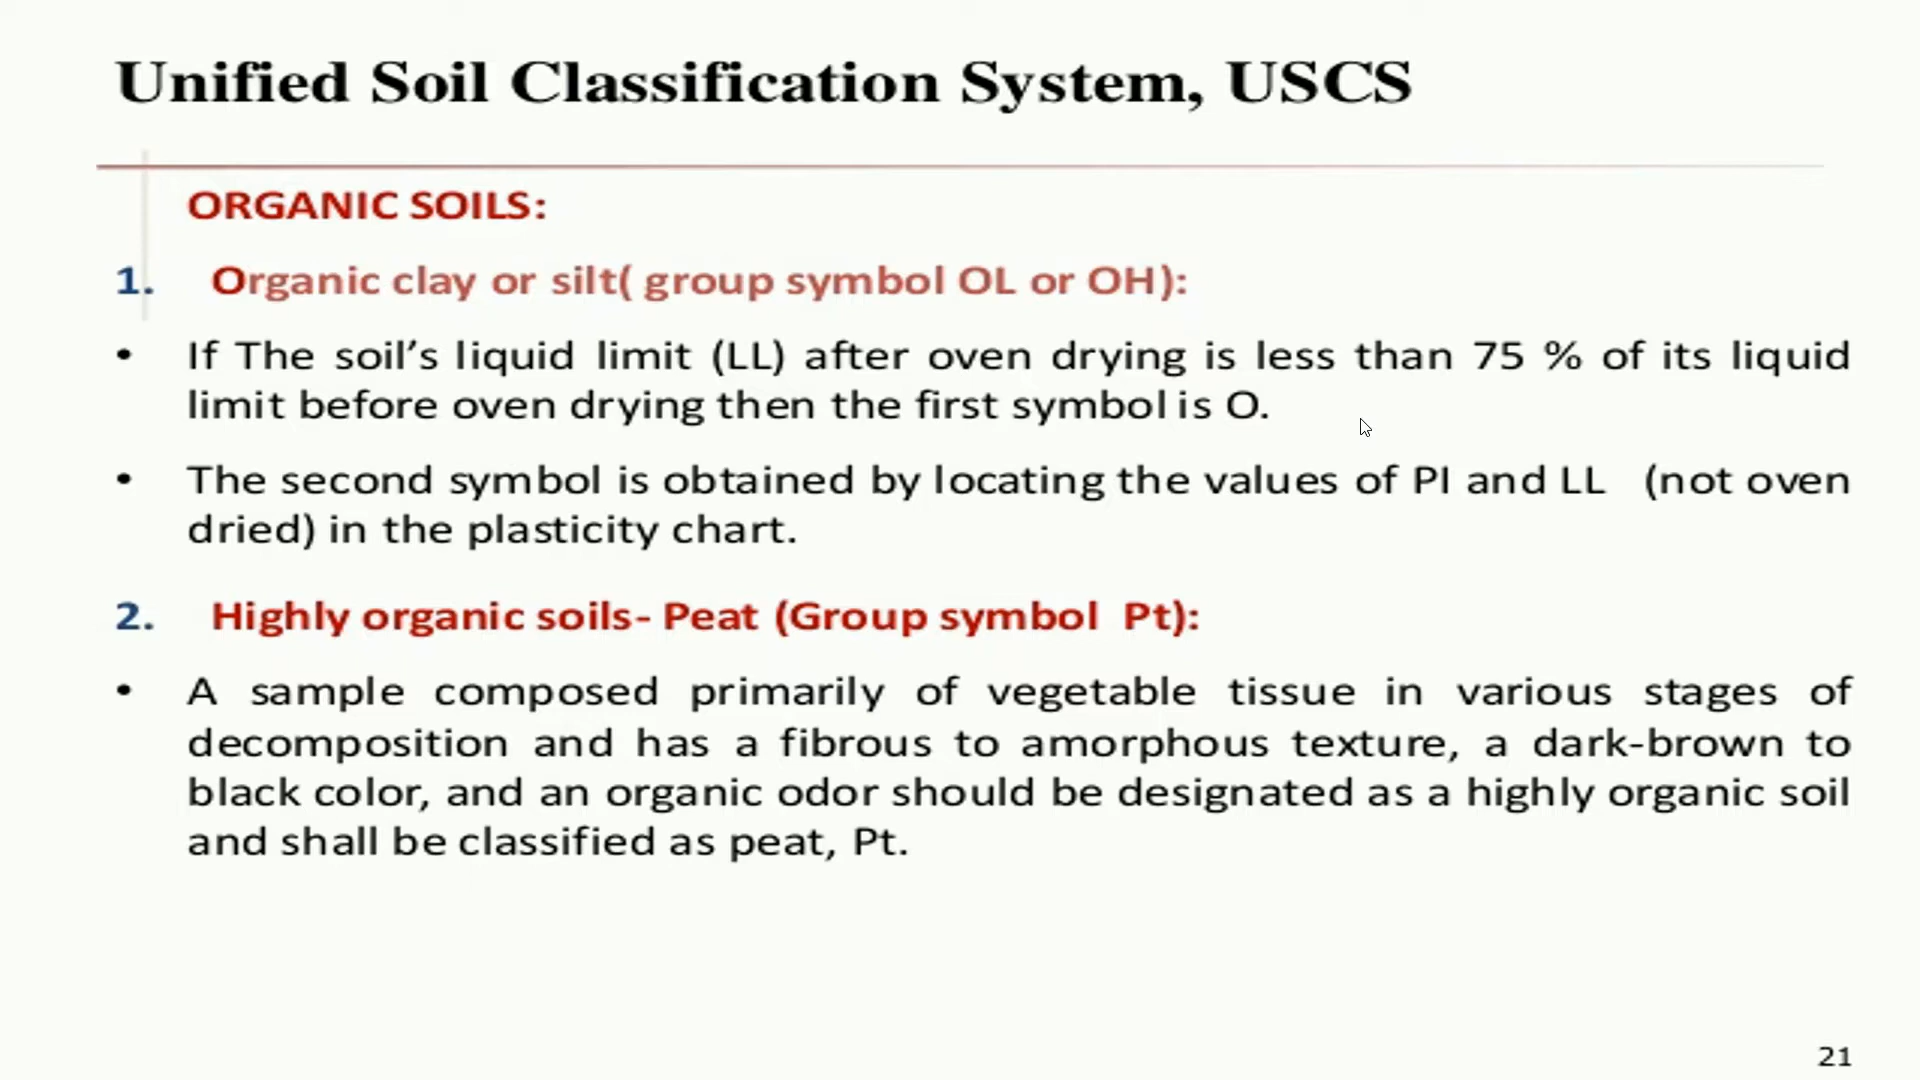 Unified Soil Classification System, USCS
ORGANIC SOILS:
1. Organic clay or silt( group symbol OL or OH):
• If The soil’s liquid limit (LL) after oven drying is less than 75 % of its liquid
limit before oven drying then the first symbol is O.
• The second symbol is obtained by locating the values of PI and LL (not oven
dried) in the plasticity chart.
2. Highly organic soils- Peat (Group symbol Pt):
• A sample composed primarily of vegetable tissue in various stages of
decomposition and has a fibrous to amorphous texture, a dark-brown to
black color, and an organic odor should be designated as a highly organic soil
and shall be classified as peat, Pt.
21